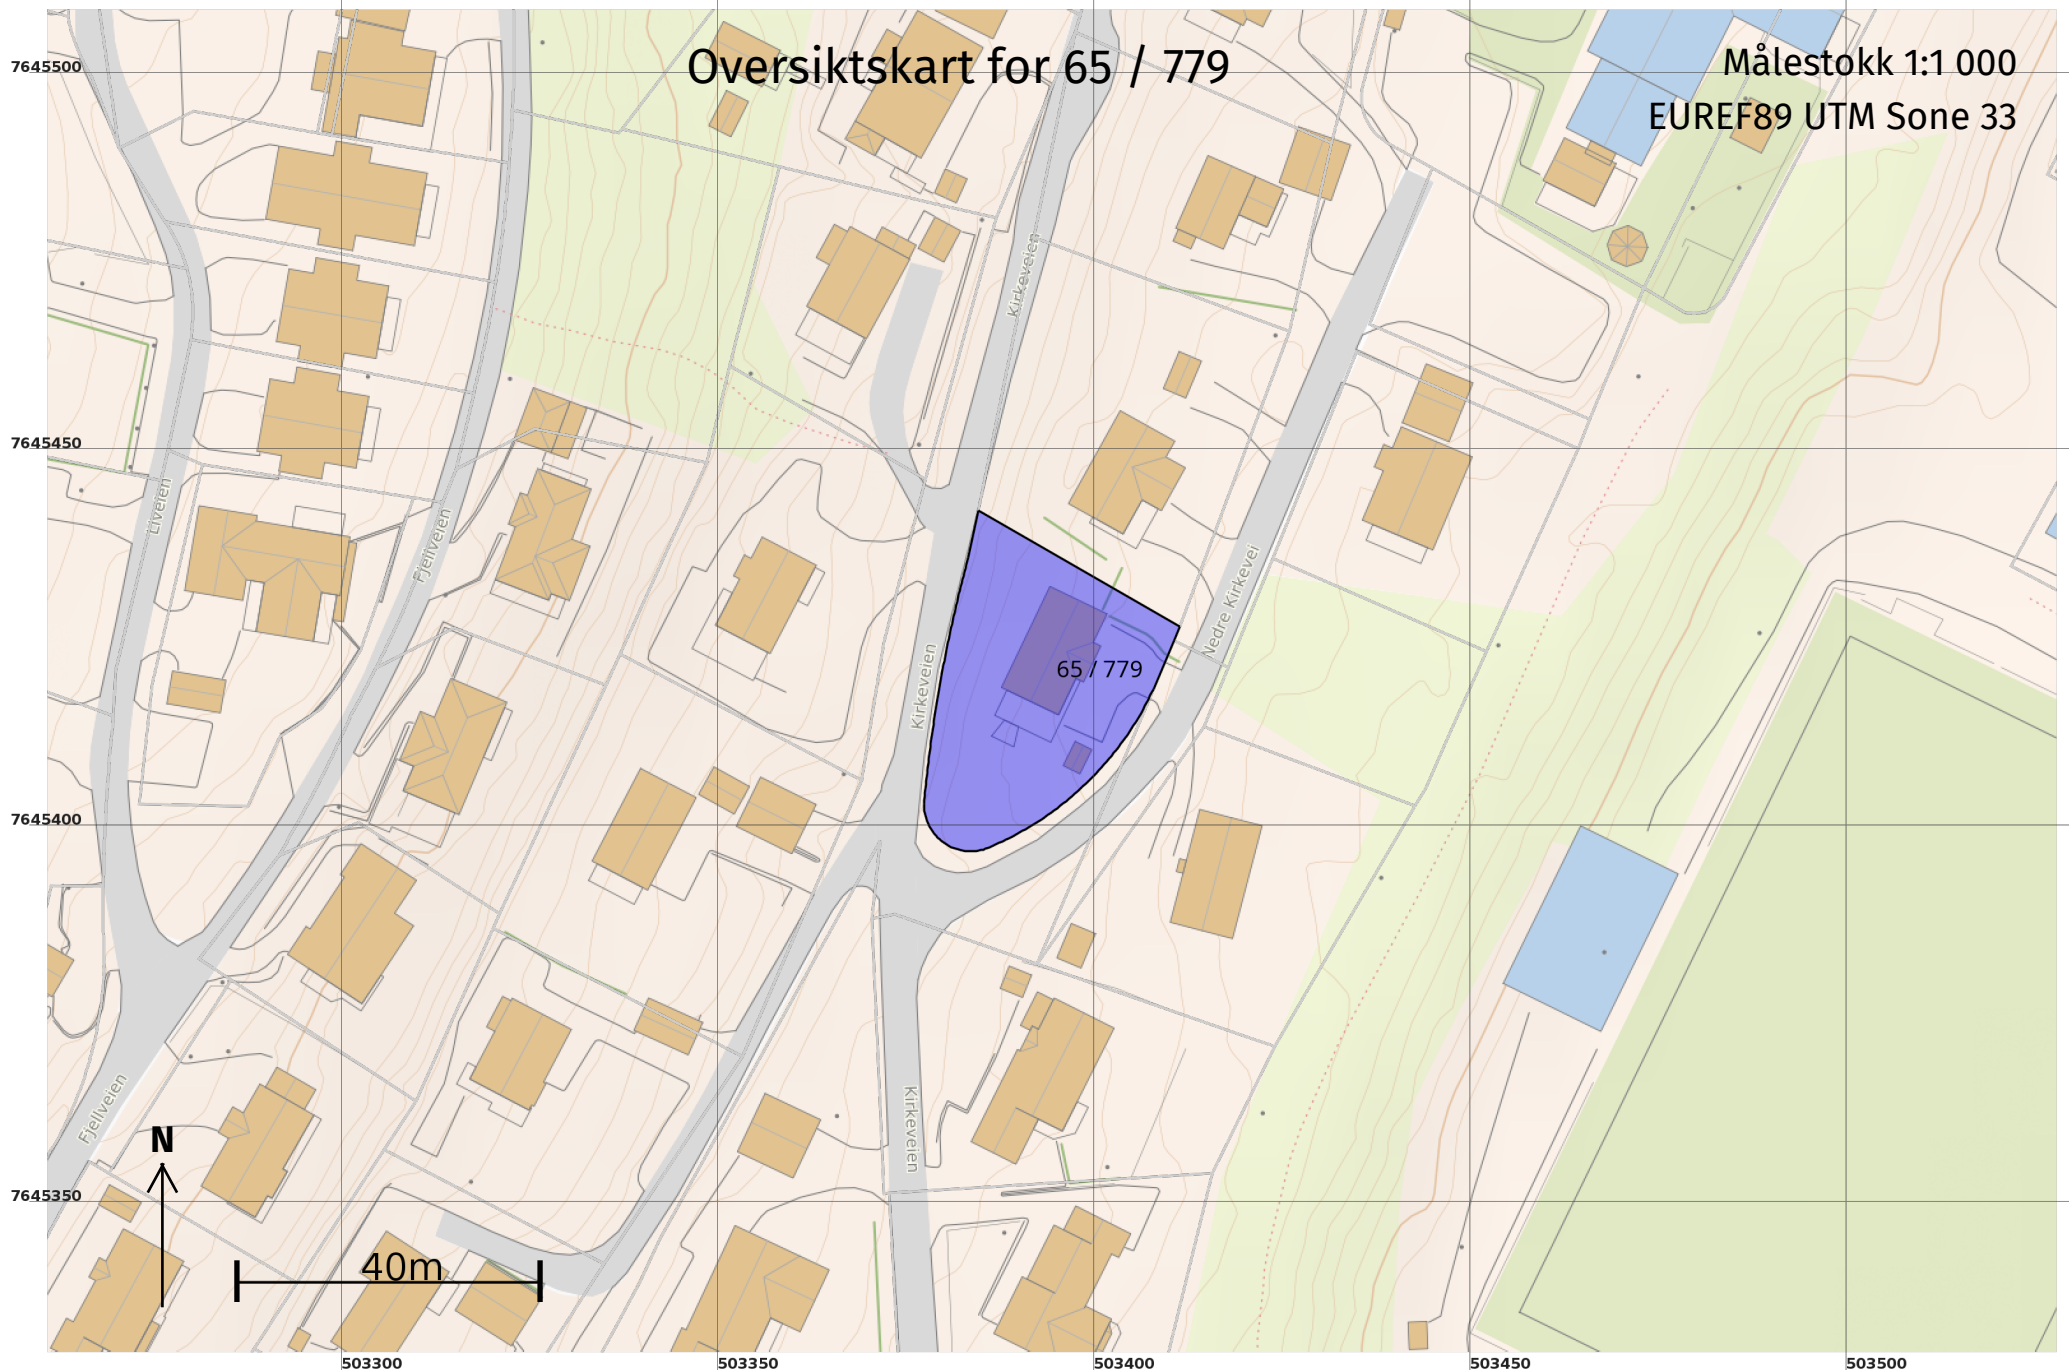 Oversiktskart for 65 / 779
Målestokk 1:1 000
EUREF89 UTM Sone 33
7645500
7645450
7645400
7645350
Kirkeveien
Liveien
Fjellveien
Nedre Kirkevei
Kirkeveien
65 / 779
Fjellveien
Kirkeveien
N
40m
503300
503350
503400
503450
503500